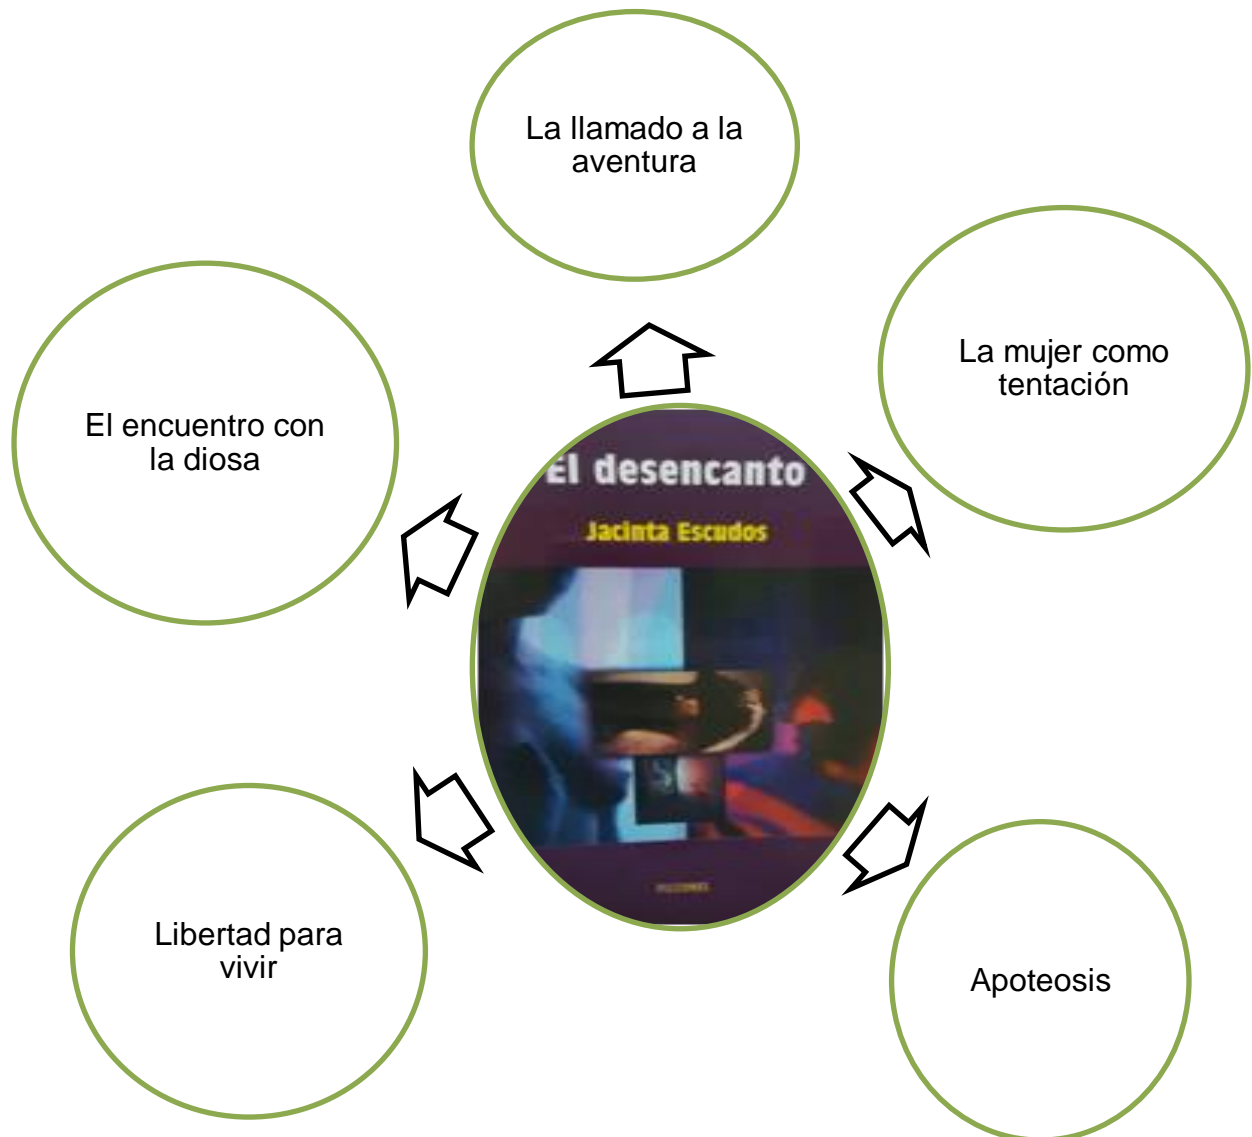 La llamado a la
aventura
La mujer como
tentación
El encuentro con
la diosa
El desencanto
Jacinta Escudos
Libertad para
vivir
Apoteosis